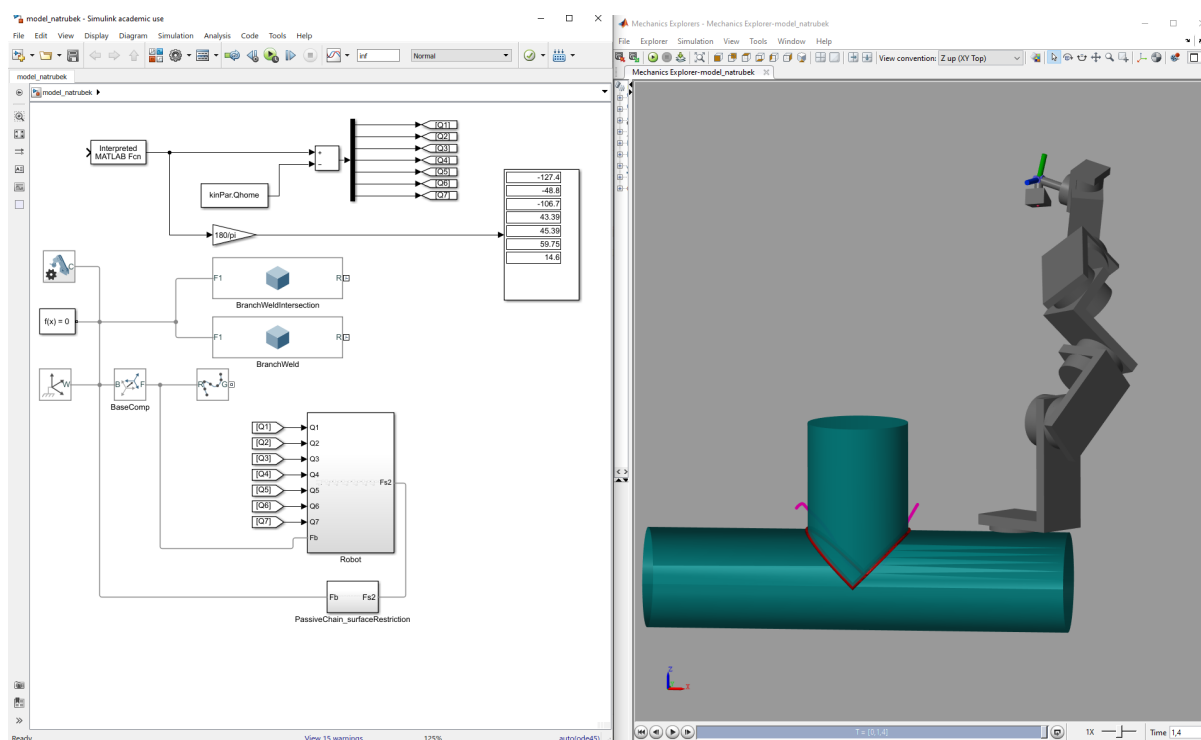 model_natrubek - Simulink academic use
File Edit View Display Diagram Simulation Analysis Code Tools Help
inf
Normal
model_natrubek
model_natrubek
Interpreted
MATLAB Fcn
+
−
[Q1]
[Q2]
[Q3]
[Q4]
[Q5]
[Q6]
[Q7]
kinPar.Qhome
180/pi
-127.4
-48.8
-106.7
43.39
45.39
59.75
14.6
C
F1
R
BranchWeldIntersection
f(x) = 0
F1
R
BranchWeld
W
B
F
BaseComp
R
G
[Q1]
[Q2]
[Q3]
[Q4]
[Q5]
[Q6]
[Q7]
Q1
Q2
Q3
Q4
Q5
Q6
Q7
Fb
Fs2
Robot
Fb
Fs2
PassiveChain_surfaceRestriction
Ready
View 15 warnings
125%
auto(ode45)
Mechanics Explorers - Mechanics Explorer-model_natrubek
File Explorer Simulation View Tools Window Help
View convention: Z up (XY Top)
Mechanics Explorer-model_natrubek
z
x
T = [0,1,4]
1X
Time 1,4